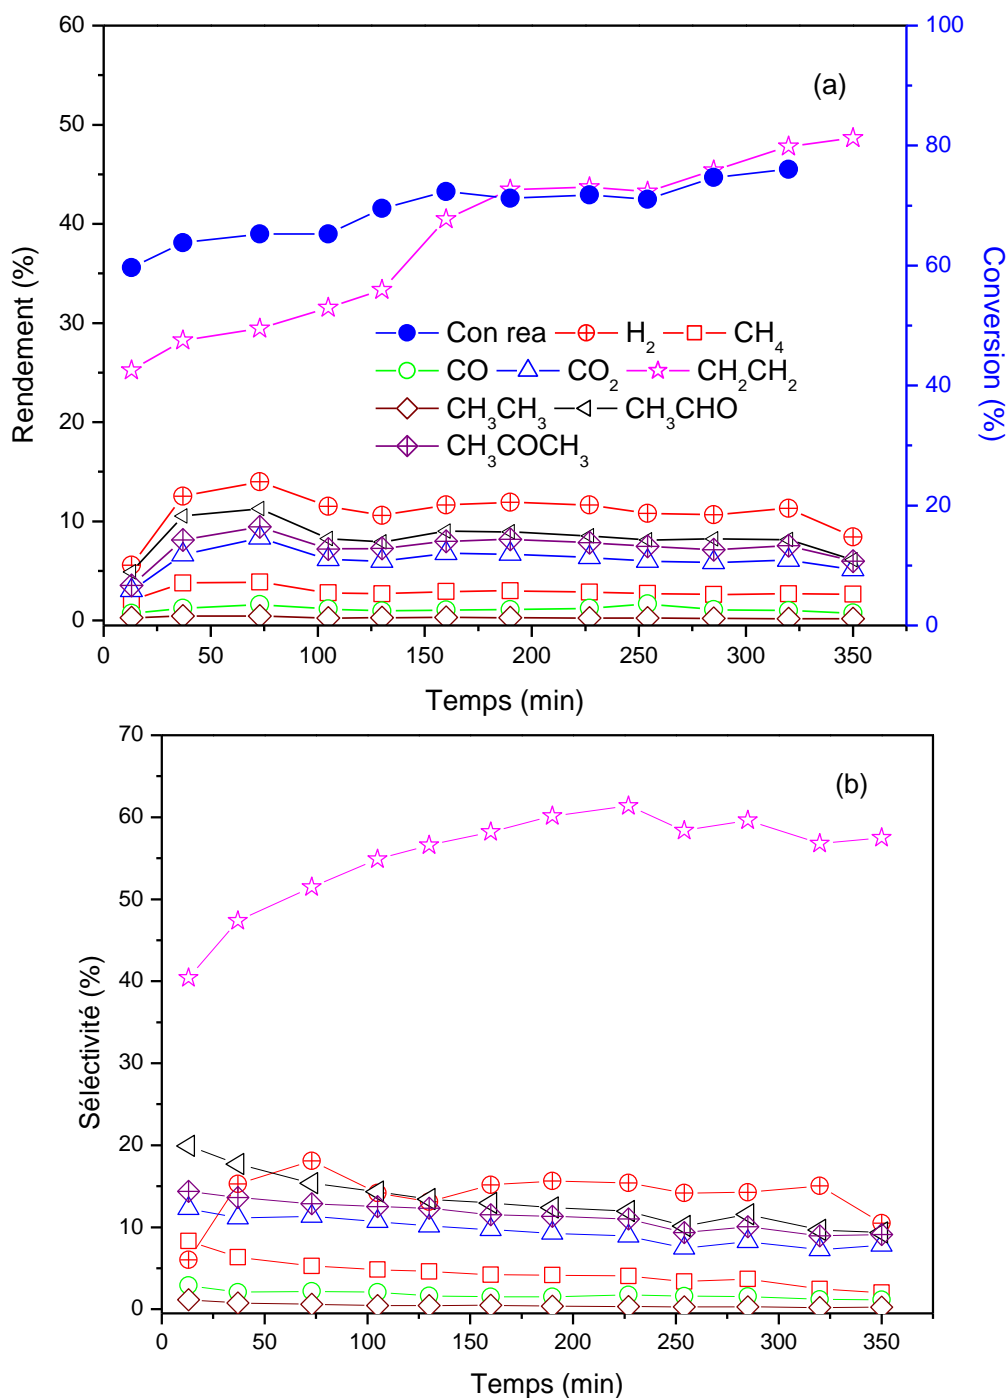 60
100
(a)
50
80
40
60
30
Con rea H₂ CH₄
CO CO₂ CH₂CH₂
40
20
CH₃CH₃ CH₃CHO
CH₃COCH₃
20
10
0
0
0 50 100 150 200 250 300 350
Rendement (%)
Conversion (%)
Temps (min)
70
(b)
60
50
40
30
20
10
0
0 50 100 150 200 250 300 350
Séléctivité (%)
Temps (min)